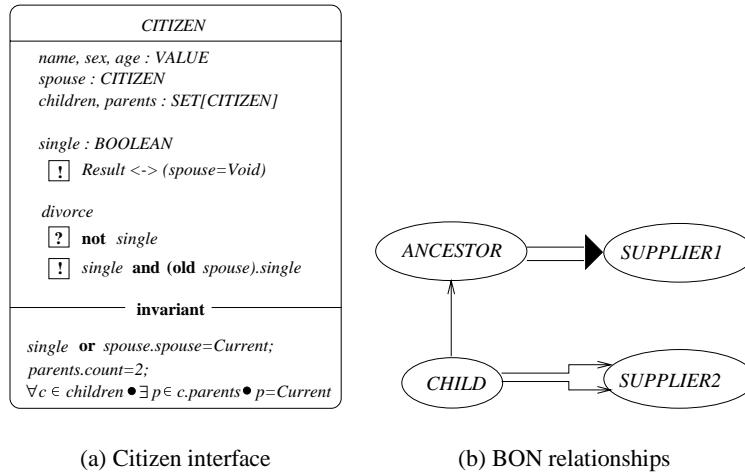 CITIZEN
name, sex, age : VALUE
spouse : CITIZEN
children, parents : SET[CITIZEN]
single : BOOLEAN
! Result <-> (spouse=Void)
divorce
? not single
! single and (old spouse).single
invariant
single or spouse.spouse=Current;
parents.count=2;
∀c ∈ children • ∃ p ∈ c.parents • p=Current
(a) Citizen interface
ANCESTOR
SUPPLIER1
CHILD
SUPPLIER2
(b) BON relationships